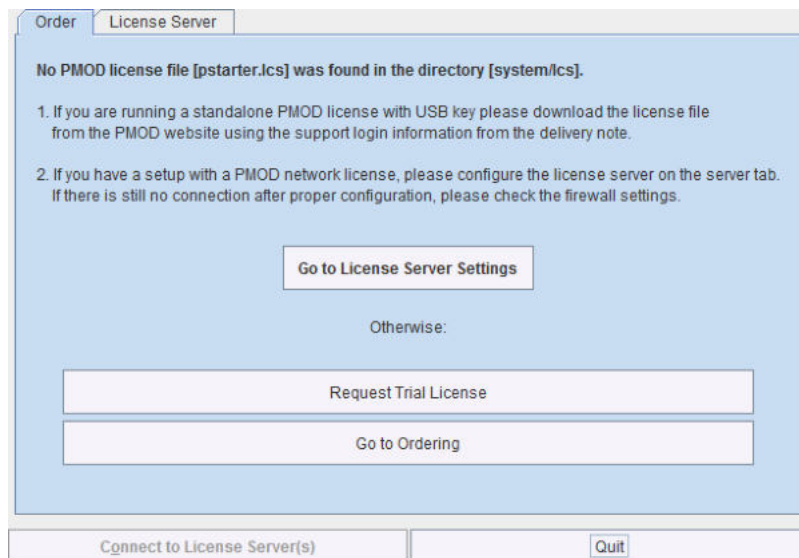 Order
License Server
No PMOD license file [pstarter.lcs] was found in the directory [system/lcs].
1. If you are running a standalone PMOD license with USB key please download the license file
from the PMOD website using the support login information from the delivery note.
2. If you have a setup with a PMOD network license, please configure the license server on the server tab.
If there is still no connection after proper configuration, please check the firewall settings.
Go to License Server Settings
Otherwise:
Request Trial License
Go to Ordering
Connect to License Server(s)
Quit